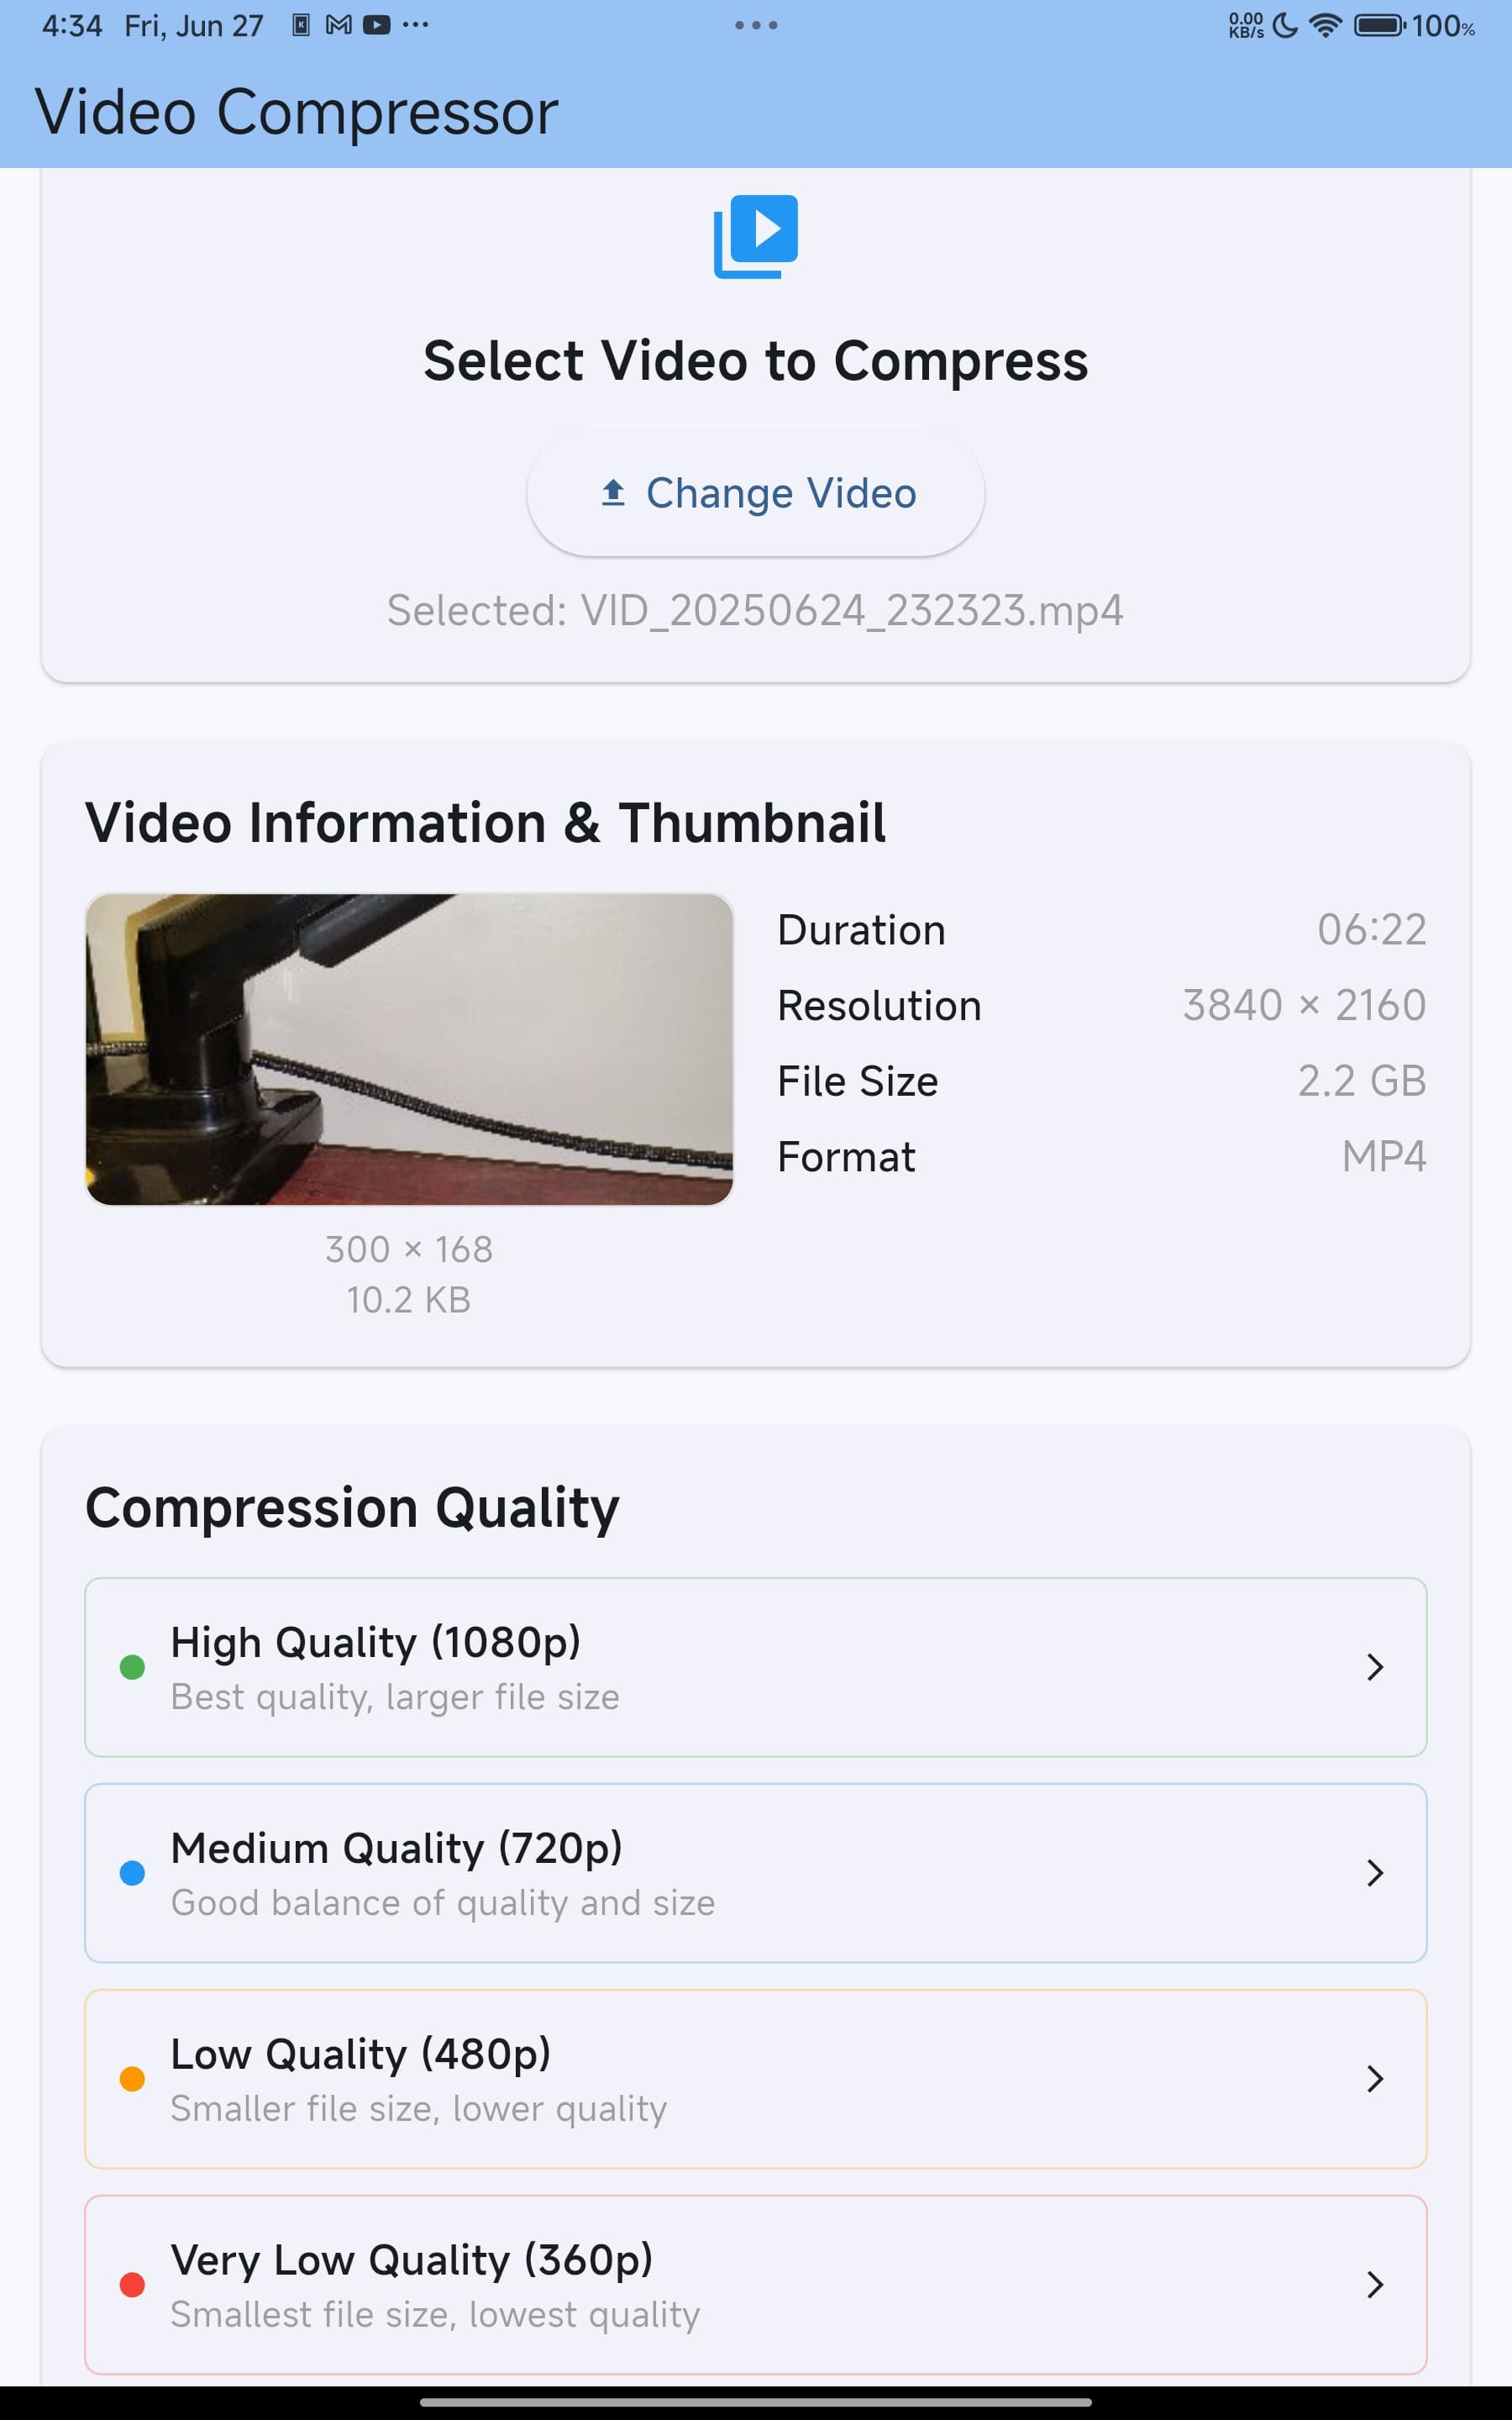 4:34 Fri, Jun 27 0.00 KB/s 100%
Video Compressor
Select Video to Compress
Change Video
Selected: VID_20250624_232323.mp4
Video Information & Thumbnail
Duration 06:22
Resolution 3840 × 2160
File Size 2.2 GB
Format MP4
300 × 168
10.2 KB
Compression Quality
High Quality (1080p)
Best quality, larger file size
Medium Quality (720p)
Good balance of quality and size
Low Quality (480p)
Smaller file size, lower quality
Very Low Quality (360p)
Smallest file size, lowest quality